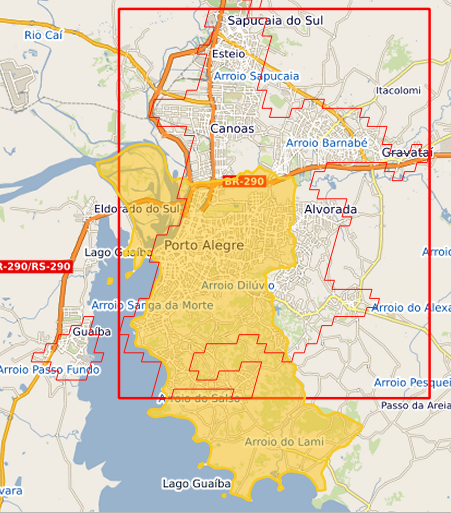 Sapucaia do Sul
Rio Caí
Esteio
Arroio Sapucaia
Itacolomi
Canoas
Arroio Barnabé
Gravataí
BR-290
Eldorado do Sul
Alvorada
Porto Alegre
Lago Guaíba
Arroio
R-290/RS-290
Arroio Dilúvio
Arroio Sanga da Morte
Arroio do Alexa
Guaíba
Arroio Passo Fundo
Arroio Pesquei
Arroio do Salso
Passo da Areia
Arroio do Lami
Lago Guaíba
vara